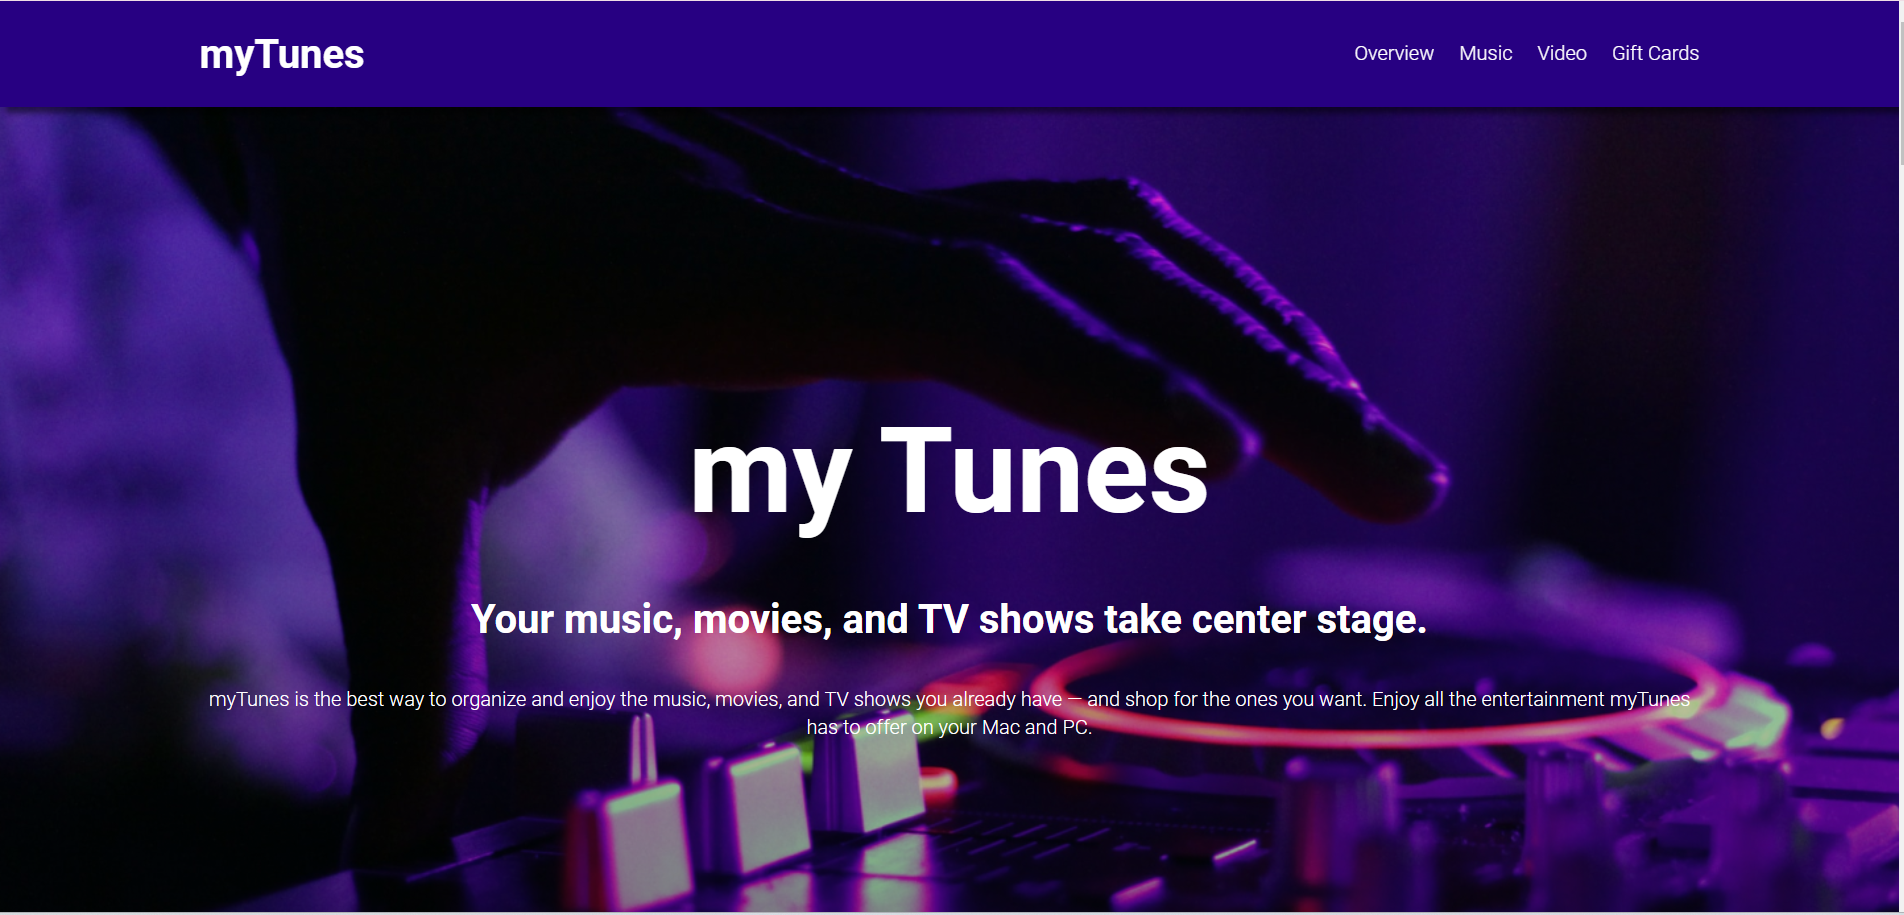 myTunes
Overview Music Video Gift Cards
my Tunes
Your music, movies, and TV shows take center stage.
myTunes is the best way to organize and enjoy the music, movies, and TV shows you already have — and shop for the ones you want. Enjoy all the entertainment myTunes
has to offer on your Mac and PC.